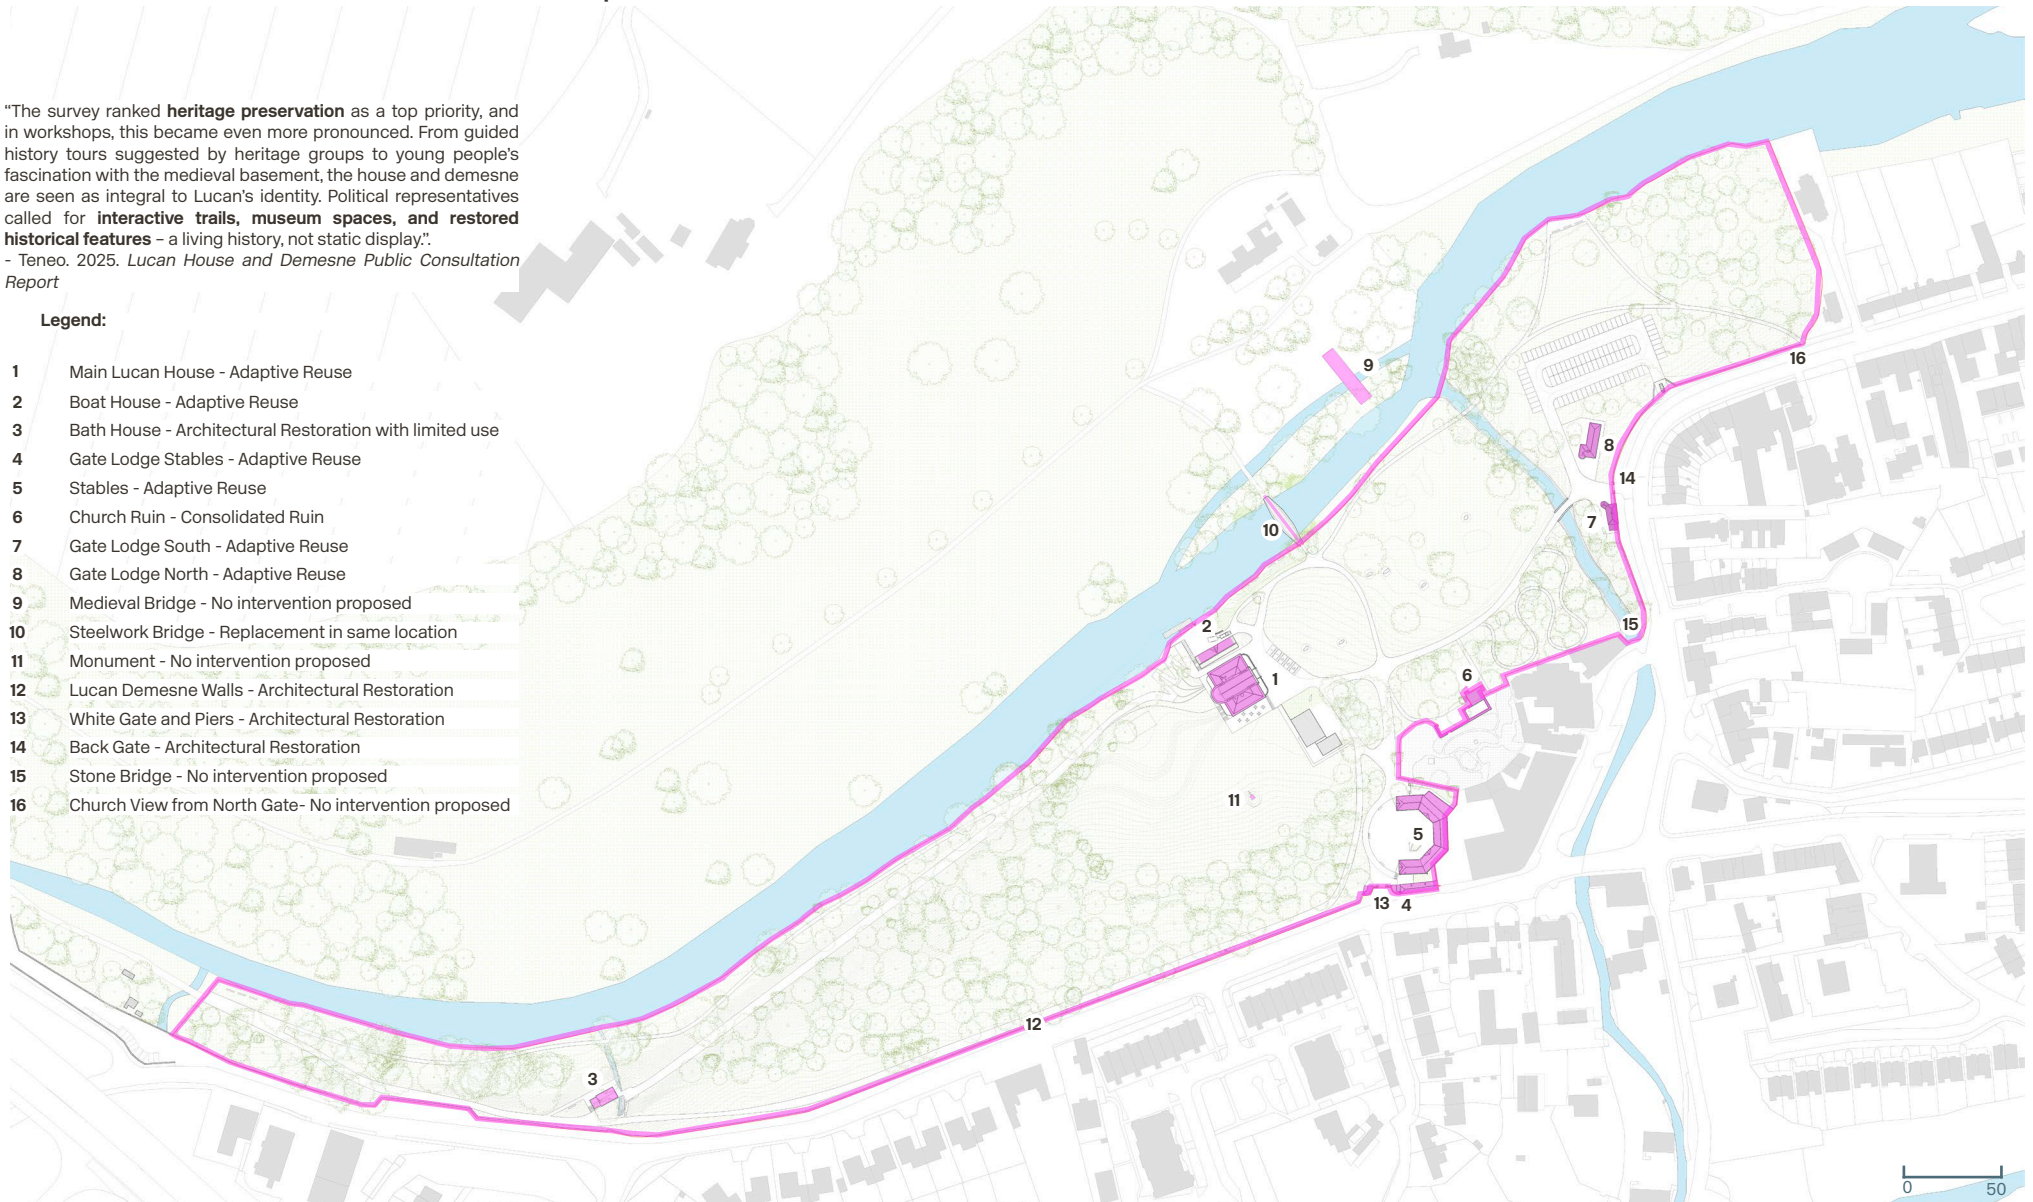 “The survey ranked heritage preservation as a top priority, and
in workshops, this became even more pronounced. From guided
history tours suggested by heritage groups to young people’s
fascination with the medieval basement, the house and demesne
are seen as integral to Lucan’s identity. Political representatives
called for interactive trails, museum spaces, and restored
historical features – a living history, not static display.”.
- Teneo. 2025. Lucan House and Demesne Public Consultation
Report
Legend:
1 Main Lucan House - Adaptive Reuse
2 Boat House - Adaptive Reuse
3 Bath House - Architectural Restoration with limited use
4 Gate Lodge Stables - Adaptive Reuse
5 Stables - Adaptive Reuse
6 Church Ruin - Consolidated Ruin
7 Gate Lodge South - Adaptive Reuse
8 Gate Lodge North - Adaptive Reuse
9 Medieval Bridge - No intervention proposed
10 Steelwork Bridge - Replacement in same location
11 Monument - No intervention proposed
12 Lucan Demesne Walls - Architectural Restoration
13 White Gate and Piers - Architectural Restoration
14 Back Gate - Architectural Restoration
15 Stone Bridge - No intervention proposed
16 Church View from North Gate- No intervention proposed
16
9
8
14
7
10
15
2
6
1
11
5
13 4
12
3
0 50